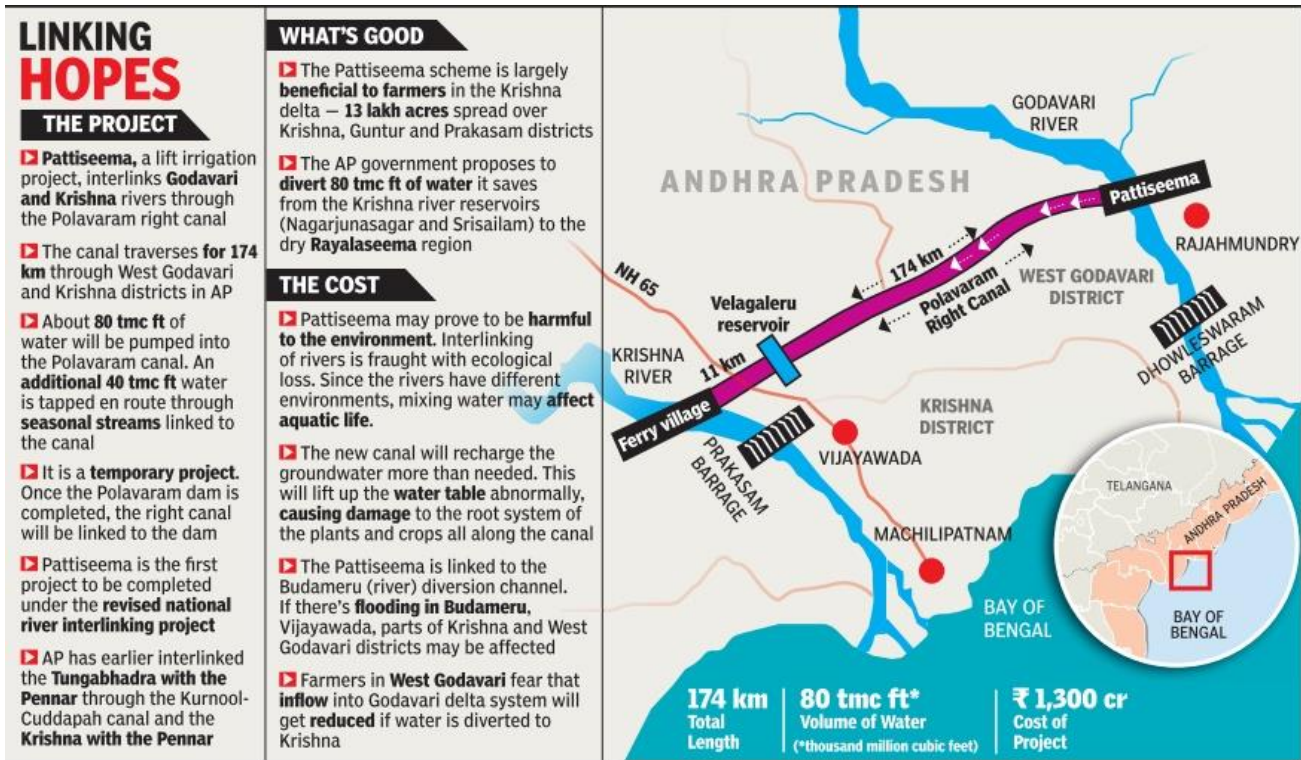 LINKING
HOPES
THE PROJECT
Pattiseema, a lift irrigation
project, interlinks Godavari
and Krishna rivers through
the Polavaram right canal
The canal traverses for 174
km through West Godavari
and Krishna districts in AP
About 80 tmc ft of
water will be pumped into
the Polavaram canal. An
additional 40 tmc ft water
is tapped en route through
seasonal streams linked to
the canal
It is a temporary project.
Once the Polavaram dam is
completed, the right canal
will be linked to the dam
Pattiseema is the first
project to be completed
under the revised national
river interlinking project
AP has earlier interlinked
the Tungabhadra with the
Pennar through the Kurnool-
Cuddapah canal and the
Krishna with the Pennar
WHAT'S GOOD
The Pattiseema scheme is largely
beneficial to farmers in the Krishna
delta – 13 lakh acres spread over
Krishna, Guntur and Prakasam districts
The AP government proposes to
divert 80 tmc ft of water it saves
from the Krishna river reservoirs
(Nagarjunasagar and Srisailam) to the
dry Rayalaseema region
THE COST
Pattiseema may prove to be harmful
to the environment. Interlinking
of rivers is fraught with ecological
loss. Since the rivers have different
environments, mixing water may affect
aquatic life.
The new canal will recharge the
groundwater more than needed. This
will lift up the water table abnormally,
causing damage to the root system of
the plants and crops all along the canal
The Pattiseema is linked to the
Budameru (river) diversion channel.
If there's flooding in Budameru,
Vijayawada, parts of Krishna and West
Godavari districts may be affected
Farmers in West Godavari fear that
inflow into Godavari delta system will
get reduced if water is diverted to
Krishna
GODAVARI
RIVER
ANDHRA PRADESH
Pattiseema
RAJAHMUNDRY
NH 65
174 km
Polavaram
Right Canal
WEST GODAVARI
DISTRICT
Velagaleru
reservoir
DHOWLESWARAM
BARRAGE
KRISHNA
RIVER
11 km
Ferry village
KRISHNA
DISTRICT
PRAKASAM
BARRAGE
VIJAYAWADA
MACHILIPATNAM
TELANGANA
ANDHRA PRADESH
BAY OF
BENGAL
BAY OF
BENGAL
174 km
Total
Length
80 tmc ft*
Volume of Water
(*thousand million cubic feet)
₹ 1,300 cr
Cost of
Project